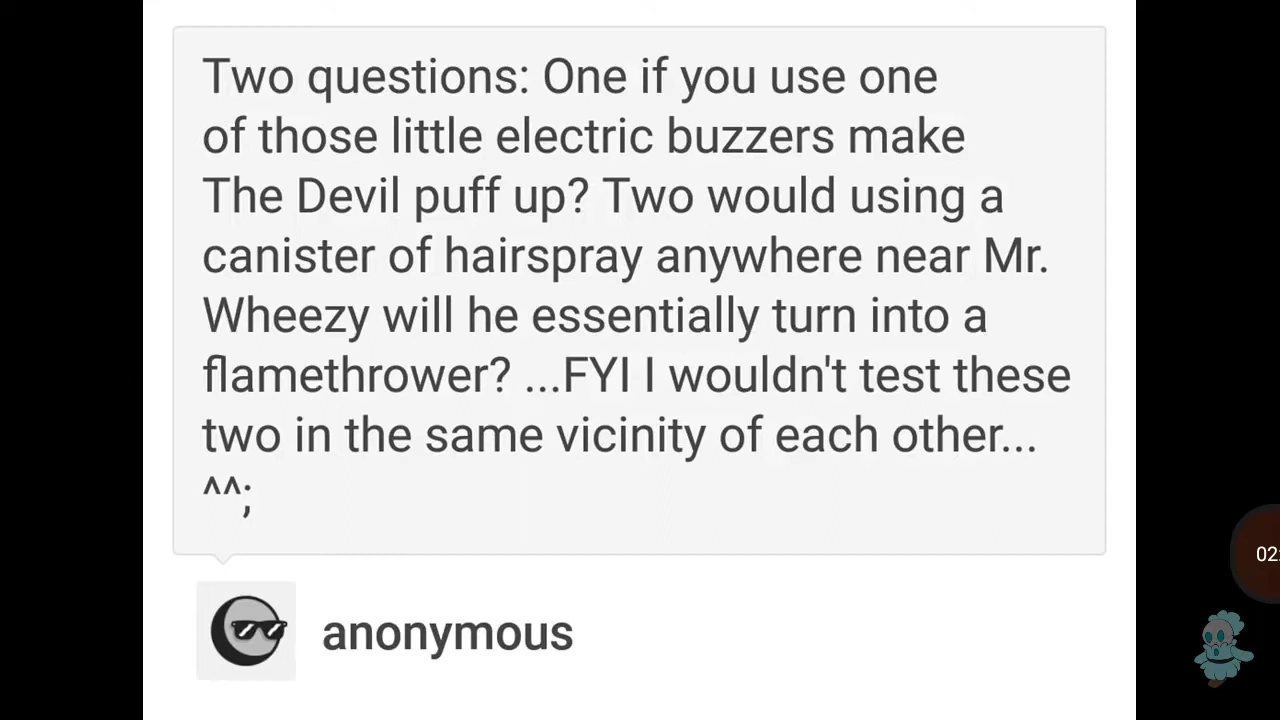 Two questions: One if you use one
of those little electric buzzers make
The Devil puff up? Two would using a
canister of hairspray anywhere near Mr.
Wheezy will he essentially turn into a
flamethrower? ...FYI I wouldn't test these
two in the same vicinity of each other...
^^;
anonymous
02: